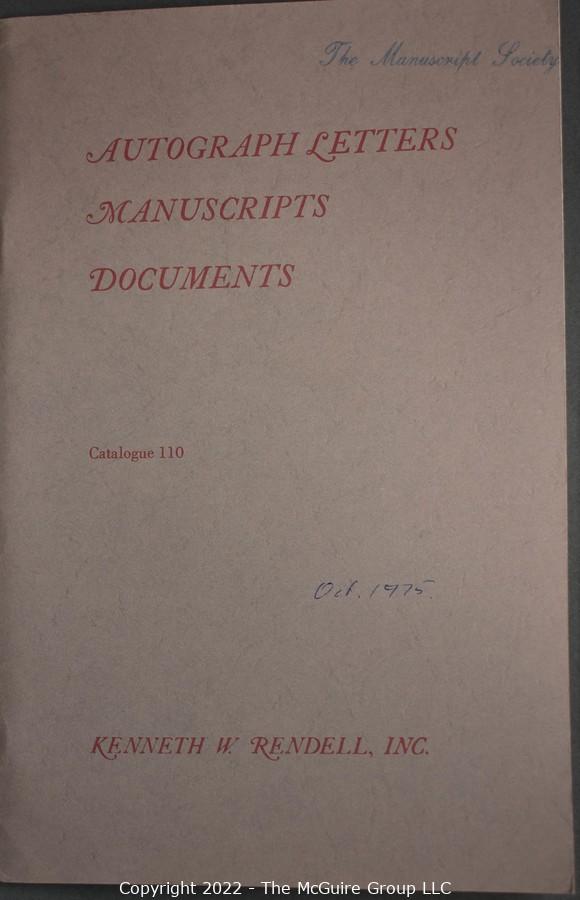 The Manuscript Society
AUTOGRAPH LETTERS
MANUSCRIPTS
DOCUMENTS
Catalogue 110
Oct. 1975.
KENNETH W. RENDELL, INC.
Copyright 2022 - The McGuire Group LLC